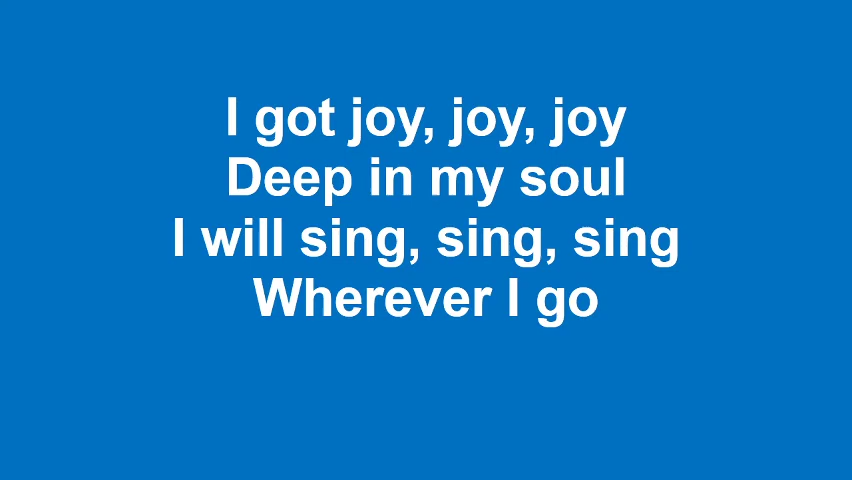 I got joy, joy, joy
Deep in my soul
I will sing, sing, sing
Wherever I go